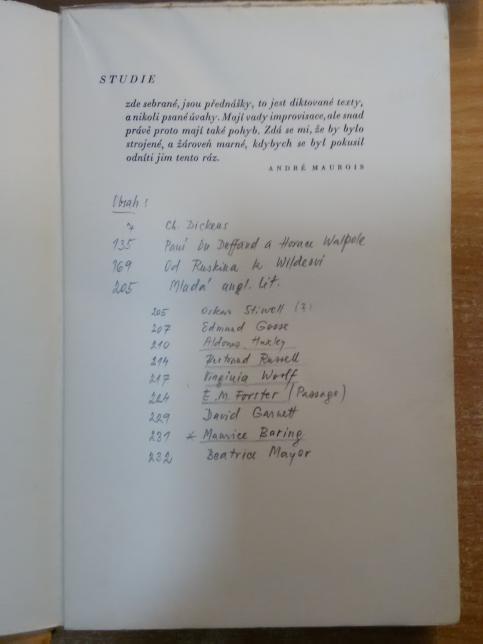 STUDIE
zde sebrané, jsou přednášky, to jest diktované texty,
a nikoli psané úvahy. Mají vady improvisace, ale snad
právě proto mají také pohyb. Zdá se mi, že by bylo
strojené, a zároveň marné, kdybych se byl pokusil
odníti jim tento ráz.
ANDRÉ MAUROIS
Obsah:
7 Ch. Dickens
135 Paní Du Deffand a Horace Walpole
169 Od Ruskina k Wildeovi
205 Mladá angl. lit.
205 Oskar (?)
207 Edmund Gosse
210 Aldous Huxley
214 Bertrand Russell
217 Virginia Woolf
224 E. M. Forster (Passage)
229 David Garnett
231 * Maurice Baring
232 Beatrice Mayor